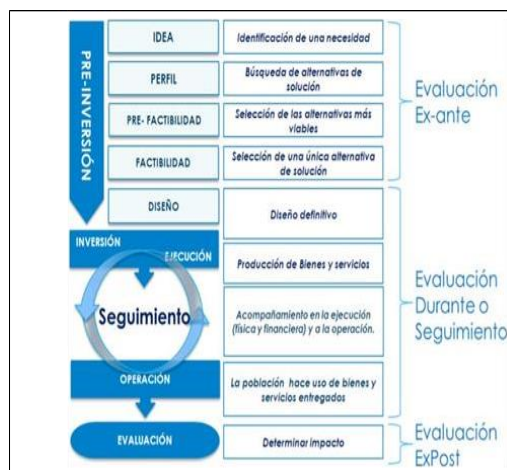 PRE-INVERSIÓN
IDEA
Identificación de una necesidad
PERFIL
Búsqueda de alternativas de
solución
PRE- FACTIBILIDAD
Selección de las alternativas más
viables
FACTIBILIDAD
Selección de una única alternativa
de solución
DISEÑO
Diseño definitivo
INVERSIÓN
EJECUCIÓN
Producción de Bienes y servicios
Seguimiento
Acompañamiento en la ejecución
(física y financiera) y a la operación.
OPERACIÓN
La población hace uso de bienes y
servicios entregados
EVALUACIÓN
Determinar impacto
Evaluación
Ex-ante
Evaluación
Durante o
Seguimiento
Evaluación
ExPost